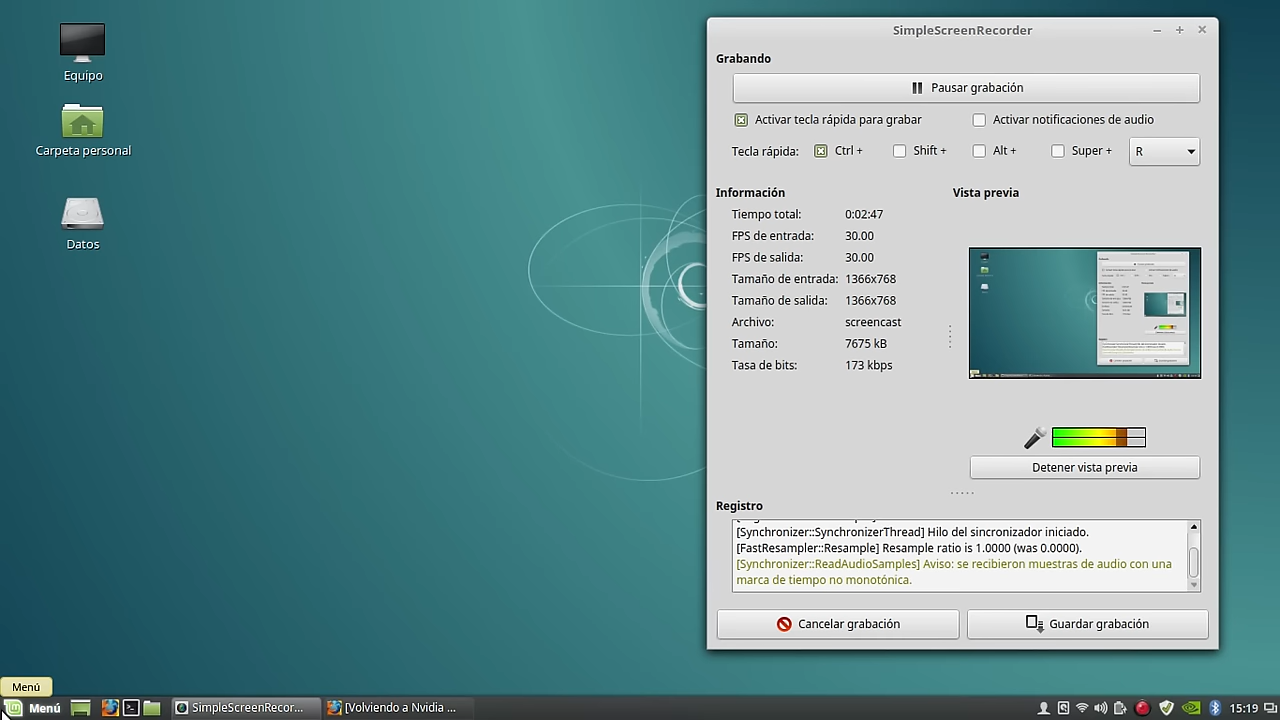 Equipo
Carpeta personal
Datos
SimpleScreenRecorder
Grabando
Pausar grabación
Activar tecla rápida para grabar
Activar notificaciones de audio
Tecla rápida:
Ctrl +
Shift +
Alt +
Super +
R
Información
Vista previa
Tiempo total: 0:02:47
FPS de entrada: 30.00
FPS de salida: 30.00
Tamaño de entrada: 1366x768
Tamaño de salida: 1366x768
Archivo: screencast
Tamaño: 7675 kB
Tasa de bits: 173 kbps
Detener vista previa
Registro
[Synchronizer::SynchronizerThread] Hilo del sincronizador iniciado.
[FastResampler::Resample] Resample ratio is 1.0000 (was 0.0000).
[Synchronizer::ReadAudioSamples] Aviso: se recibieron muestras de audio con una
marca de tiempo no monotónica.
Cancelar grabación
Guardar grabación
Menú
Menú
SimpleScreenRecor...
[Volviendo a Nvidia ...
15:19